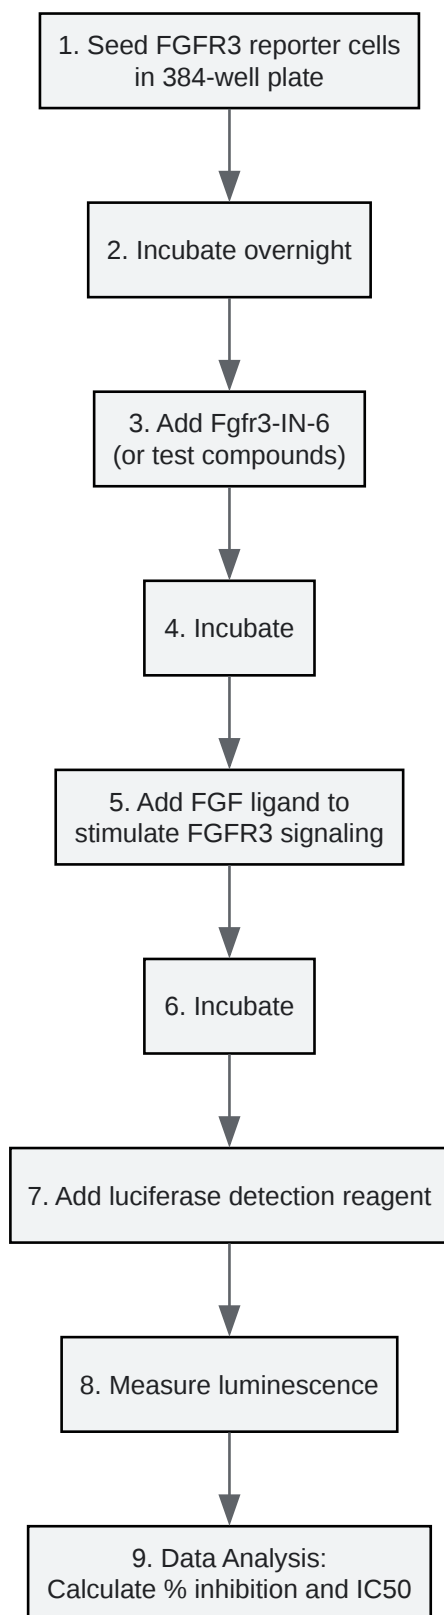 1. Seed FGFR3 reporter cells
in 384-well plate
2. Incubate overnight
3. Add Fgfr3-IN-6
(or test compounds)
4. Incubate
5. Add FGF ligand to
stimulate FGFR3 signaling
6. Incubate
7. Add luciferase detection reagent
8. Measure luminescence
9. Data Analysis:
Calculate % inhibition and IC50